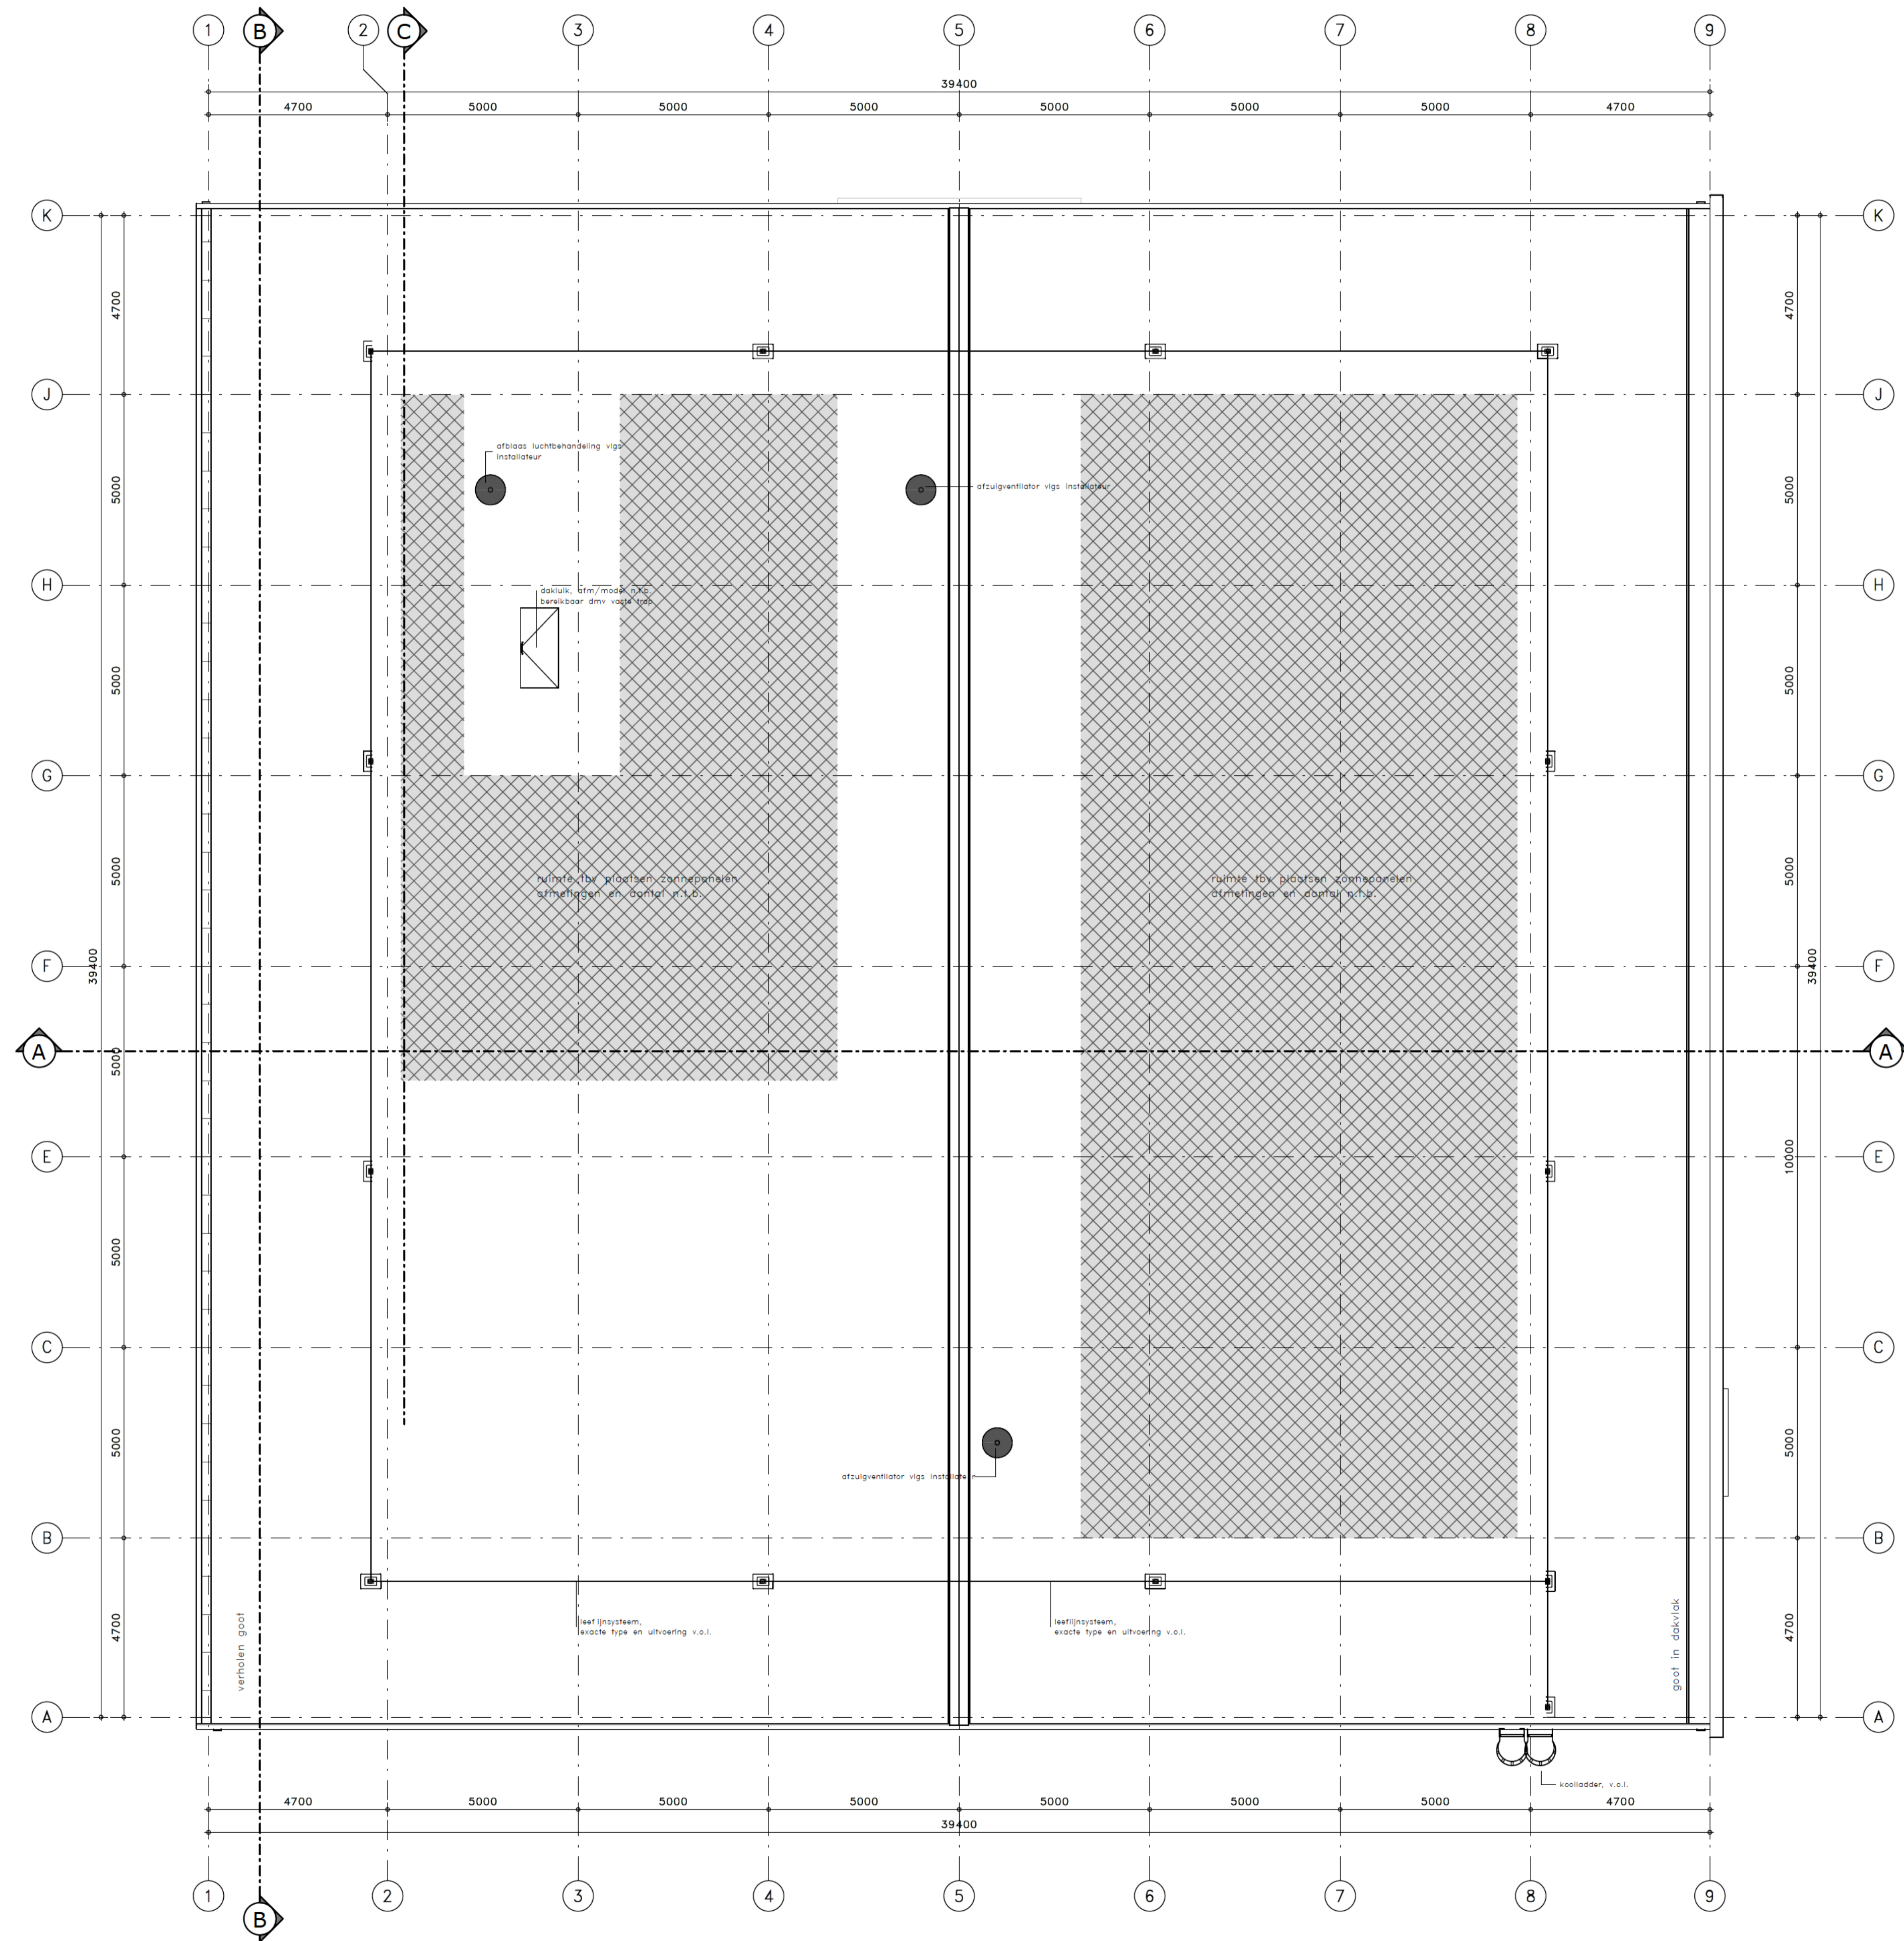 1
B
2
C
3
4
5
6
7
8
9
39400
4700
5000
5000
5000
5000
5000
5000
4700
K
K
4700
4700
J
J
afblaas luchtbehandeling vlgs
installateur
afzuigventilator vlgs installateur
5000
5000
H
H
dakluik, afm/model n.t.b.
bereikbaar dmv vaste trap
5000
5000
G
G
5000
5000
ruimte tbv plaatsen zonnepanelen
afmetingen en aantal n.t.b.
ruimte tbv plaatsen zonnepanelen
afmetingen en aantal n.t.b.
F
F
39400
39400
A
A
5000
E
E
10000
5000
C
C
5000
5000
afzuigventilator vlgs installateur
B
B
leeflijnsysteem,
exacte type en uitvoering v.o.l.
leeflijnsysteem,
exacte type en uitvoering v.o.l.
4700
4700
verholen goot
goot in dakvlak
A
A
kooiladder, v.o.l.
4700
5000
5000
5000
5000
5000
5000
4700
39400
1
2
3
4
5
6
7
8
9
B